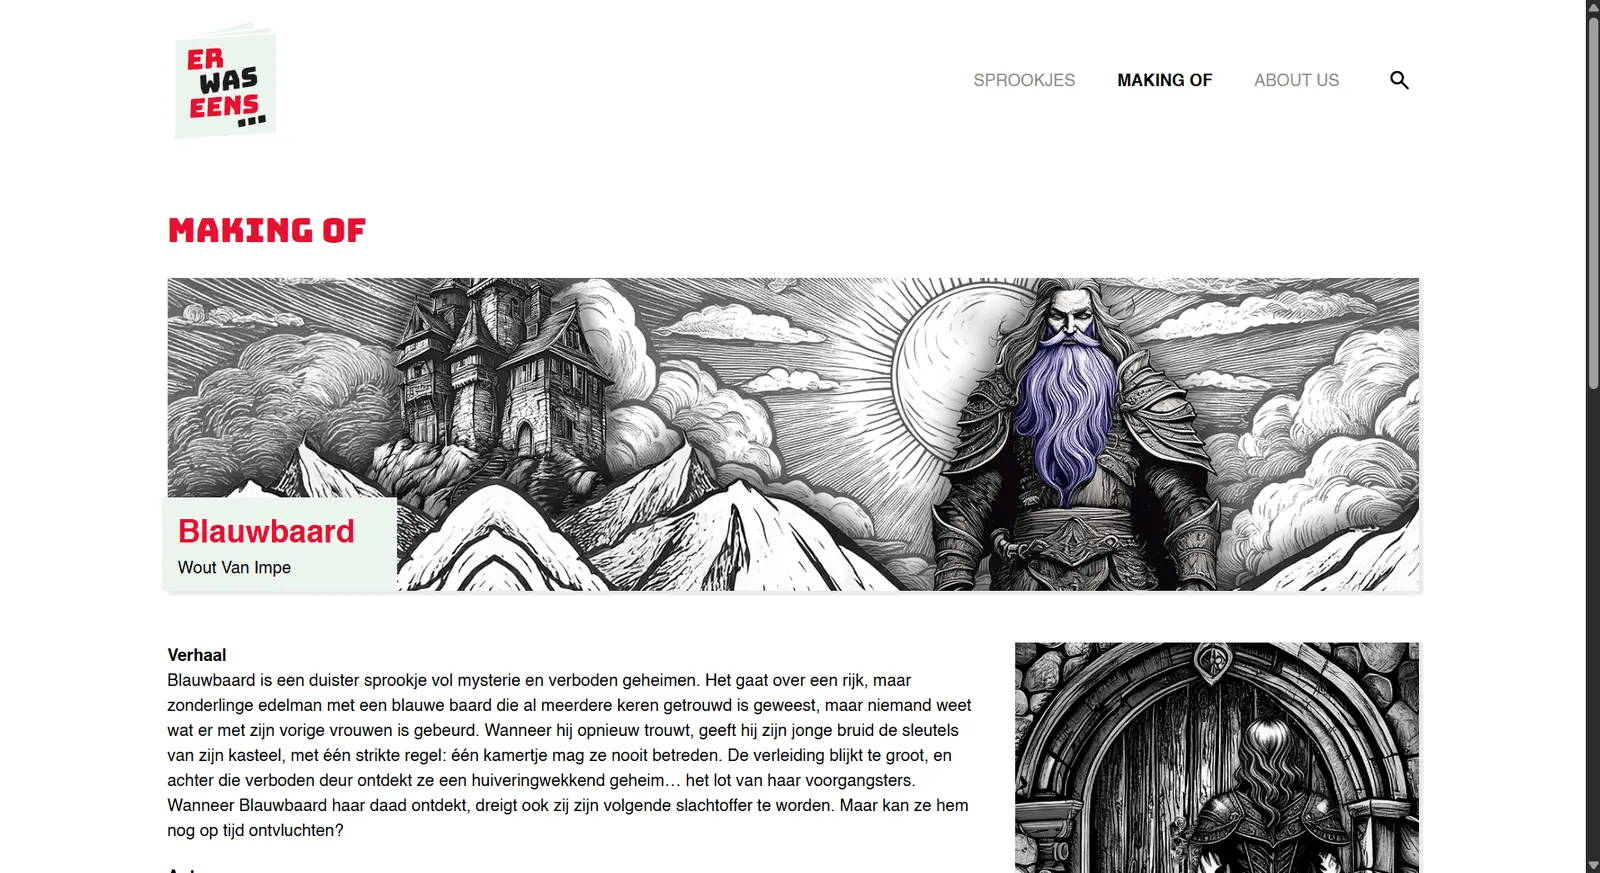 ER
WAS
EENS
...
SPROOKJES
MAKING OF
ABOUT US
MAKING OF
Blauwbaard
Wout Van Impe
Verhaal
Blauwbaard is een duister sprookje vol mysterie en verboden geheimen. Het gaat over een rijk, maar
zonderlinge edelman met een blauwe baard die al meerdere keren getrouwd is geweest, maar niemand weet
wat er met zijn vorige vrouwen is gebeurd. Wanneer hij opnieuw trouwt, geeft hij zijn jonge bruid de sleutels
van zijn kasteel, met één strikte regel: één kamertje mag ze nooit betreden. De verleiding blijkt te groot, en
achter die verboden deur ontdekt ze een huiveringwekkend geheim… het lot van haar voorgangsters.
Wanneer Blauwbaard haar daad ontdekt, dreigt ook zij zijn volgende slachtoffer te worden. Maar kan ze hem
nog op tijd ontvluchten?